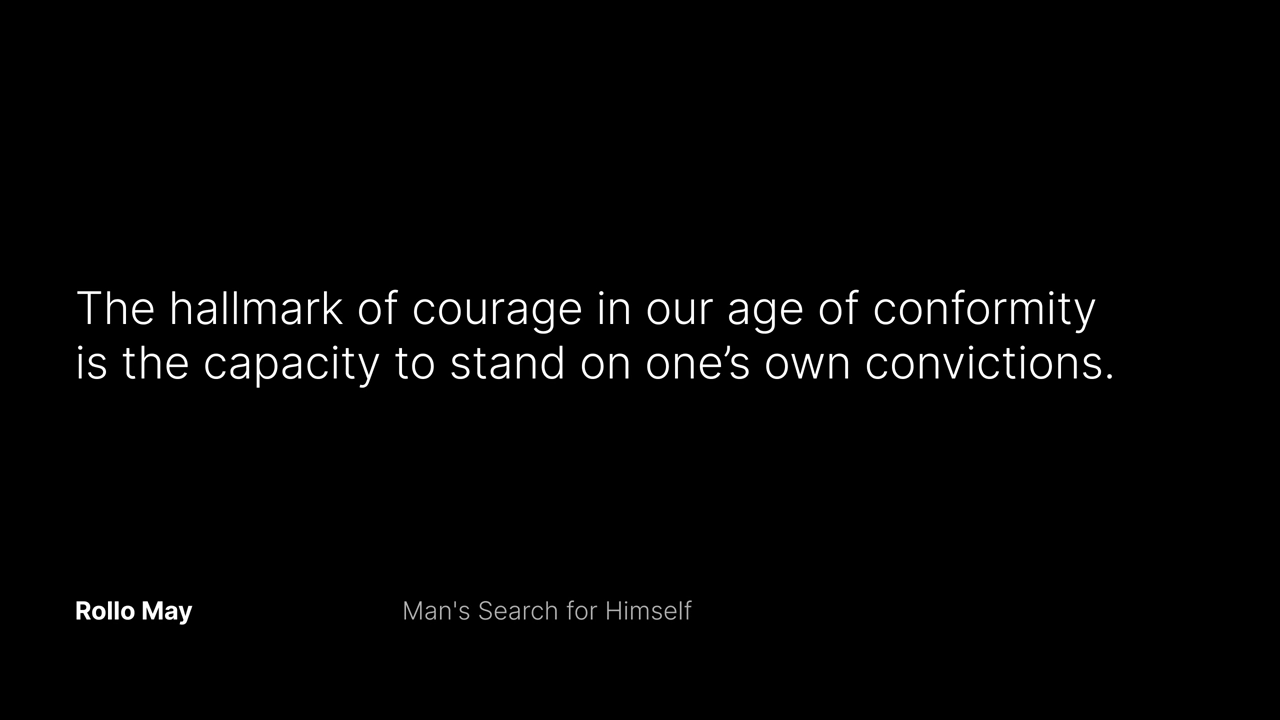 The hallmark of courage in our age of conformity
is the capacity to stand on one’s own convictions.
Rollo May
Man's Search for Himself